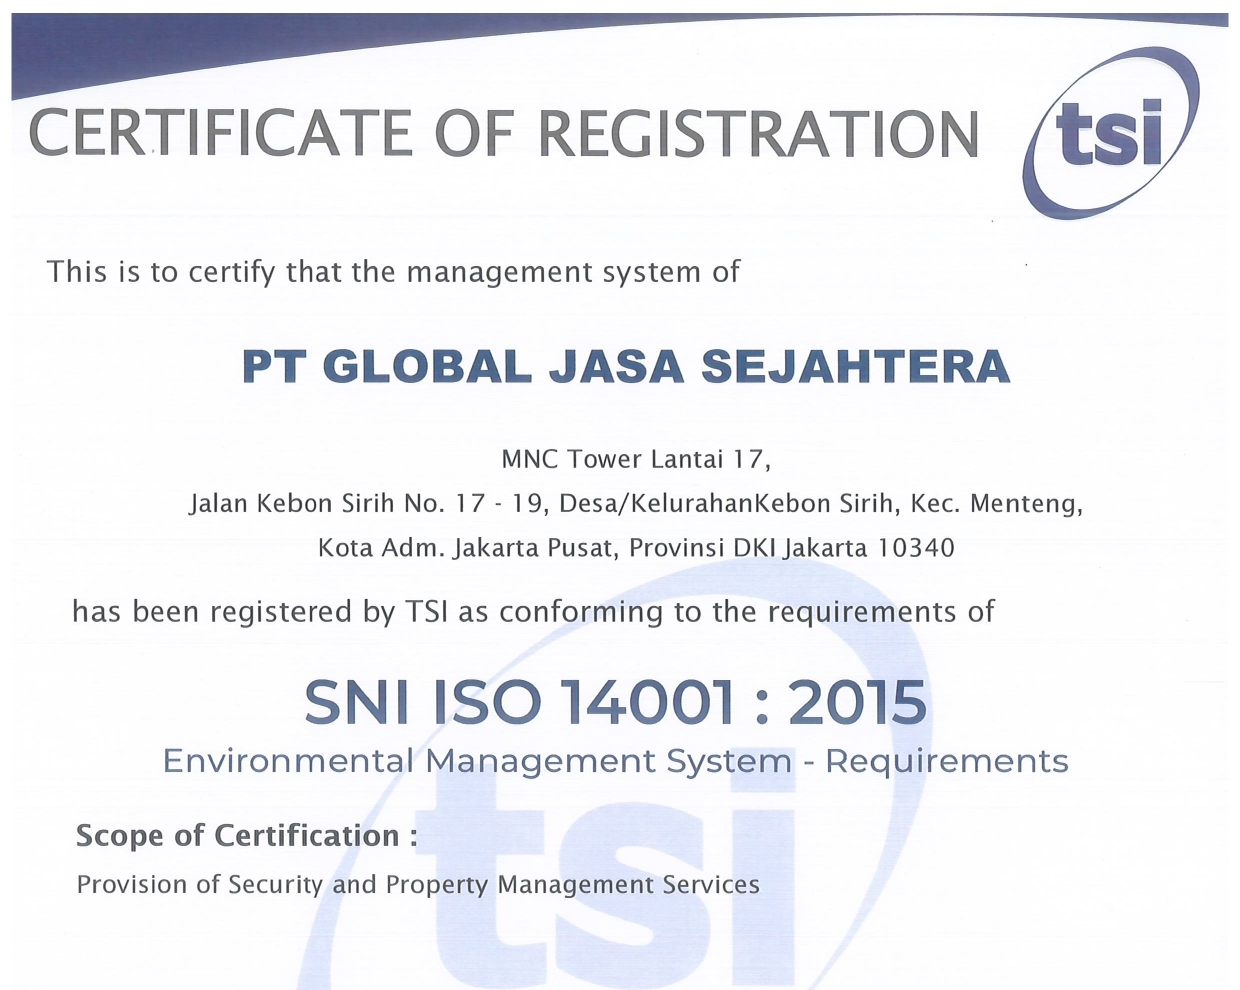 CERTIFICATE OF REGISTRATION
tsi
This is to certify that the management system of
PT GLOBAL JASA SEJAHTERA
MNC Tower Lantai 17,
Jalan Kebon Sirih No. 17 - 19, Desa/KelurahanKebon Sirih, Kec. Menteng,
Kota Adm. Jakarta Pusat, Provinsi DKI Jakarta 10340
has been registered by TSI as conforming to the requirements of
SNI ISO 14001 : 2015
Environmental Management System - Requirements
Scope of Certification :
Provision of Security and Property Management Services
tsi